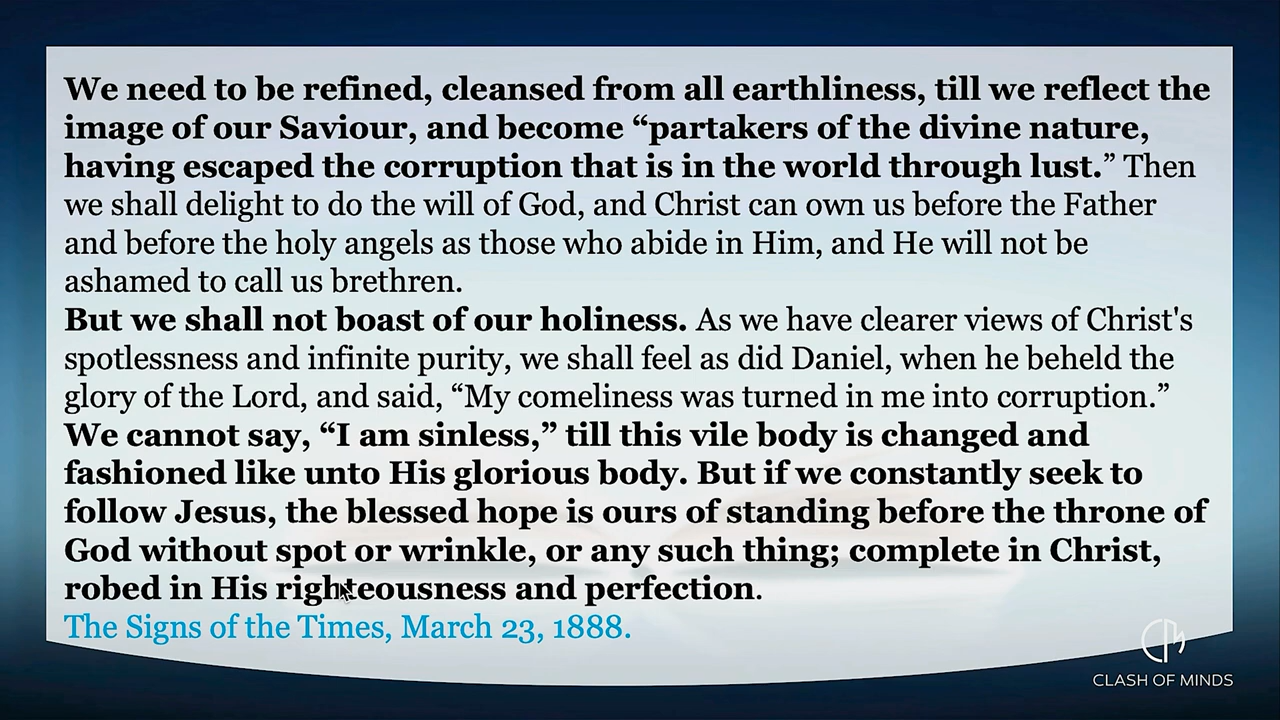 We need to be refined, cleansed from all earthliness, till we reflect the
image of our Saviour, and become “partakers of the divine nature,
having escaped the corruption that is in the world through lust.” Then
we shall delight to do the will of God, and Christ can own us before the Father
and before the holy angels as those who abide in Him, and He will not be
ashamed to call us brethren.
But we shall not boast of our holiness. As we have clearer views of Christ's
spotlessness and infinite purity, we shall feel as did Daniel, when he beheld the
glory of the Lord, and said, “My comeliness was turned in me into corruption.”
We cannot say, “I am sinless,” till this vile body is changed and
fashioned like unto His glorious body. But if we constantly seek to
follow Jesus, the blessed hope is ours of standing before the throne of
God without spot or wrinkle, or any such thing; complete in Christ,
robed in His righteousness and perfection.
The Signs of the Times, March 23, 1888.
CLASH OF MINDS